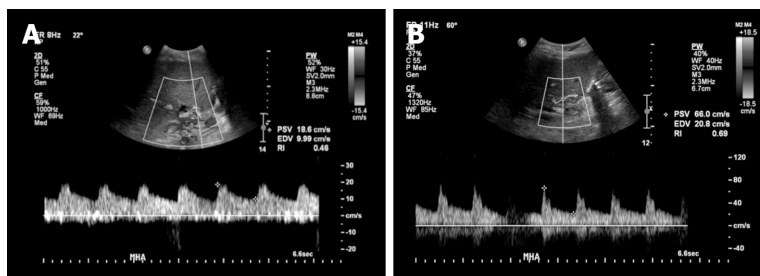 A
FR 8Hz 22°
2D
51%
C 55
P Med
Gen
CF
59%
1000Hz
WF 69Hz
Med
PW
52%
WF 30Hz
SV2.0mm
M3
2.3MHz
8.8cm
M2 M4
+15.4
-15.4
cm/s
14
PSV 18.6 cm/s
EDV 9.99 cm/s
RI 0.46
30
20
10
cm/s
-10
-20
MHA
6.6sec
B
FR 11Hz 60°
2D
37%
C 55
P Med
Gen
CF
47%
1320Hz
WF 85Hz
Med
PW
40%
WF 40Hz
SV2.0mm
M3
2.3MHz
6.7cm
M2 M4
+18.5
-18.5
cm/s
x
12
PSV 66.0 cm/s
EDV 20.8 cm/s
RI 0.69
120
80
40
cm/s
-40
MHA
6.6sec